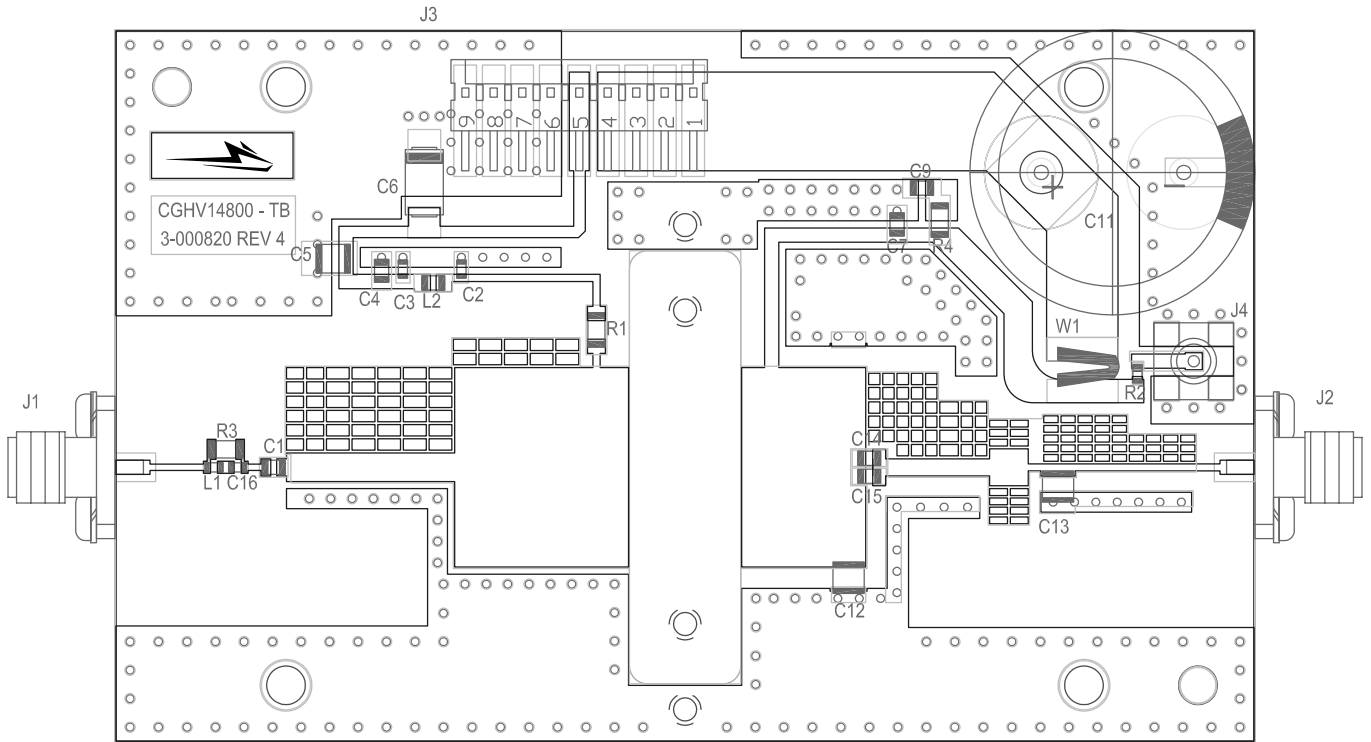 J3
9 8 7 6 5 4 3 2 1
C6
C9
C7
R4
C11
+
CGHV14800 - TB
3-000820 REV 4
C5
C4
C3
L2
C2
R1
W1
J4
R2
J1
R3
C1
L1
C16
C14
C15
J2
C13
C12